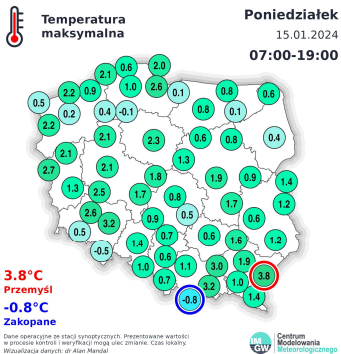 Temperatura
maksymalna
Poniedziałek
15.01.2024
07:00-19:00
2.1 0.6 2.0
2.2 0.9 1.0 2.6 0.1 0.8 0.6
0.5 0.2 0.4 -0.1 0.8 0.1
2.2 2.1 2.3 0.6 0.8 0.4
2.1 1.3
2.7 2.1 1.8 1.9 0.9 1.4
1.3 2.5 1.7 0.8 1.7 1.2
2.6 3.2 0.9 0.5 0.6
0.5 -0.5 1.4 0.7 0.6 1.6 1.2
1.0 0.6 1.1 3.0 1.9 3.8
0.7 -0.8 3.2 1.0 1.4
3.8°C
Przemyśl
-0.8°C
Zakopane
Dane operacyjne ze stacji synoptycznych. Prezentowane wartości
w procesie kontroli i weryfikacji mogą ulec zmianie. Czas lokalny.
Wizualizacja danych: dr Alan Mandal
IM
GW
Centrum
Modelowania
Meteorologicznego